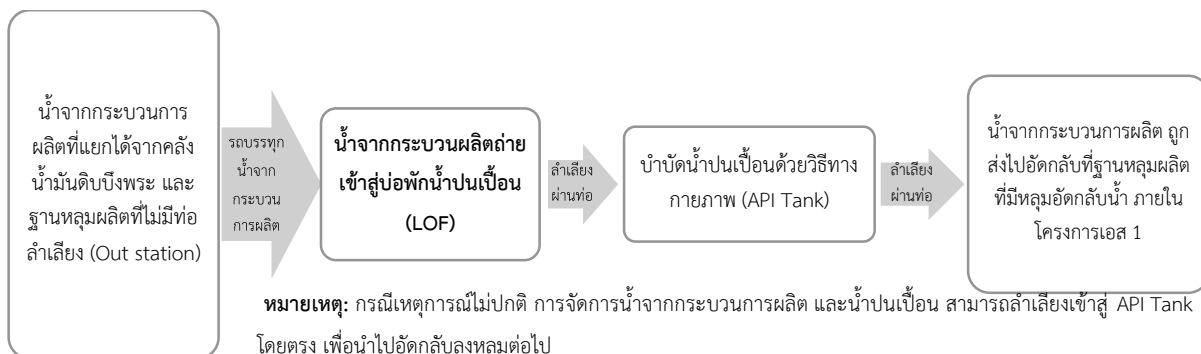 น้ำจากกระบวนการ
ผลิตที่แยกได้จากคลัง
น้ำมันดิบบึงพระ และ
ฐานหลุมผลิตที่ไม่มีท่อ
ลำเลียง (Out station)
รถบรรทุก
น้ำจาก
กระบวน
การผลิต
น้ำจากกระบวนผลิตถ่าย
เข้าสู่บ่อพักน้ำปนเปื้อน
(LOF)
ลำเลียง
ผ่านท่อ
บำบัดน้ำปนเปื้อนด้วยวิธีทาง
กายภาพ (API Tank)
ลำเลียง
ผ่านท่อ
น้ำจากกระบวนการผลิต ถูก
ส่งไปอัดกลับที่ฐานหลุมผลิต
ที่มีหลุมอัดกลับน้ำ ภายใน
โครงการเอส 1
หมายเหตุ: กรณีเหตุการณ์ไม่ปกติ การจัดการน้ำจากกระบวนการผลิต และน้ำปนเปื้อน สามารถลำเลียงเข้าสู่ API Tank
โดยตรง เพื่อนำไปอัดกลับลงหลุมต่อไป